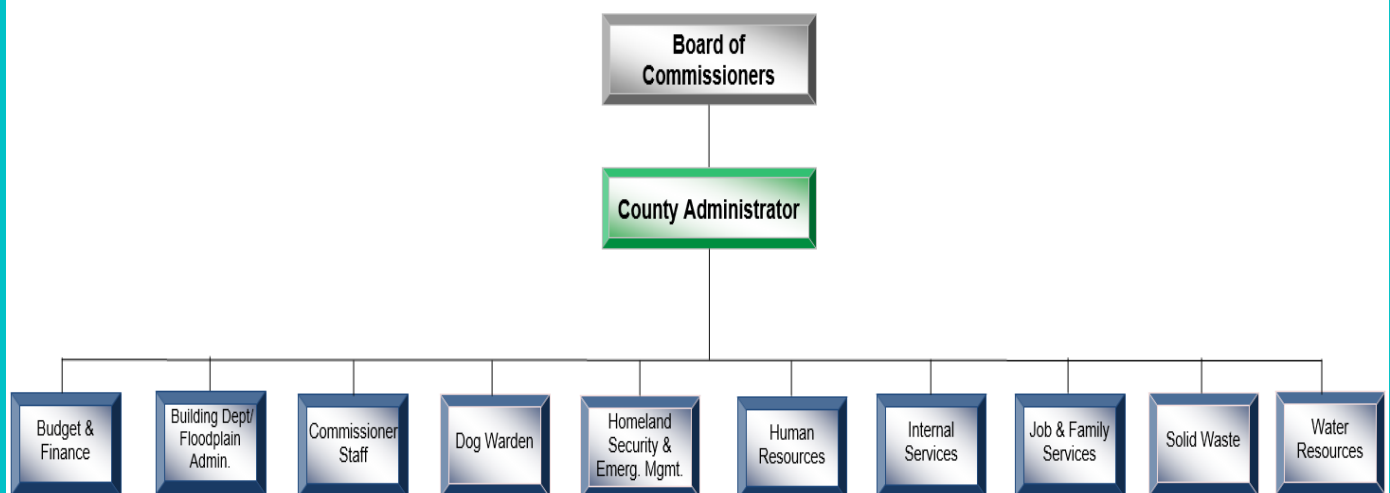 Board of
Commissioners
County Administrator
Budget &
Finance
Building Dept/
Floodplain
Admin.
Commissioner
Staff
Dog Warden
Homeland
Security &
Emerg. Mgmt.
Human
Resources
Internal
Services
Job & Family
Services
Solid Waste
Water
Resources